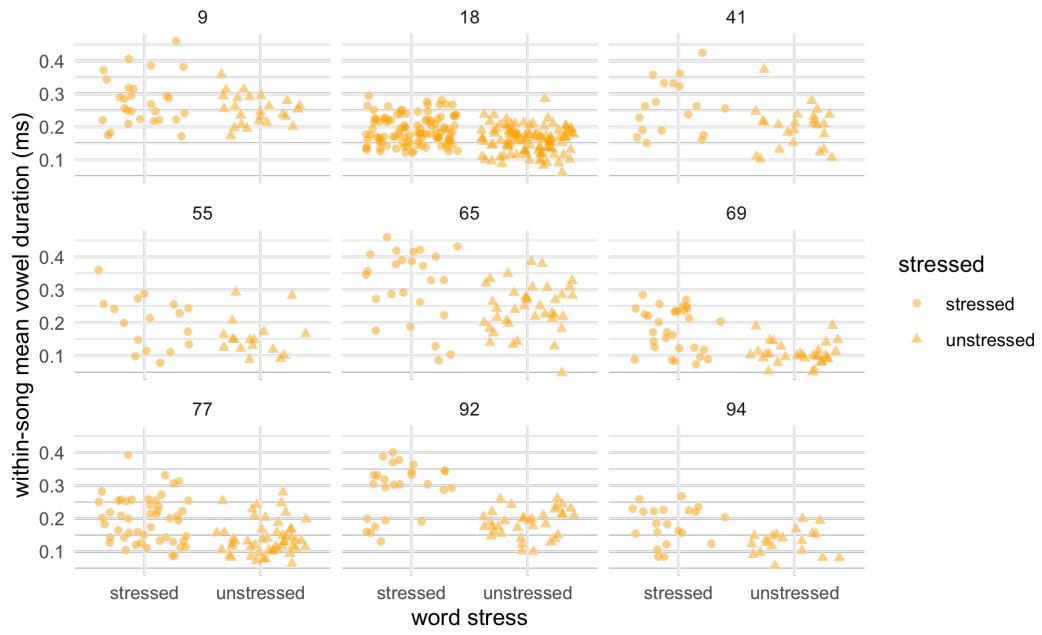 9 18 41
0.4
0.3
0.2
0.1
55 65 69
0.4
0.3
0.2
0.1
77 92 94
0.4
0.3
0.2
0.1
stressed unstressed stressed unstressed stressed unstressed
word stress
within-song mean vowel duration (ms)
stressed
stressed
unstressed